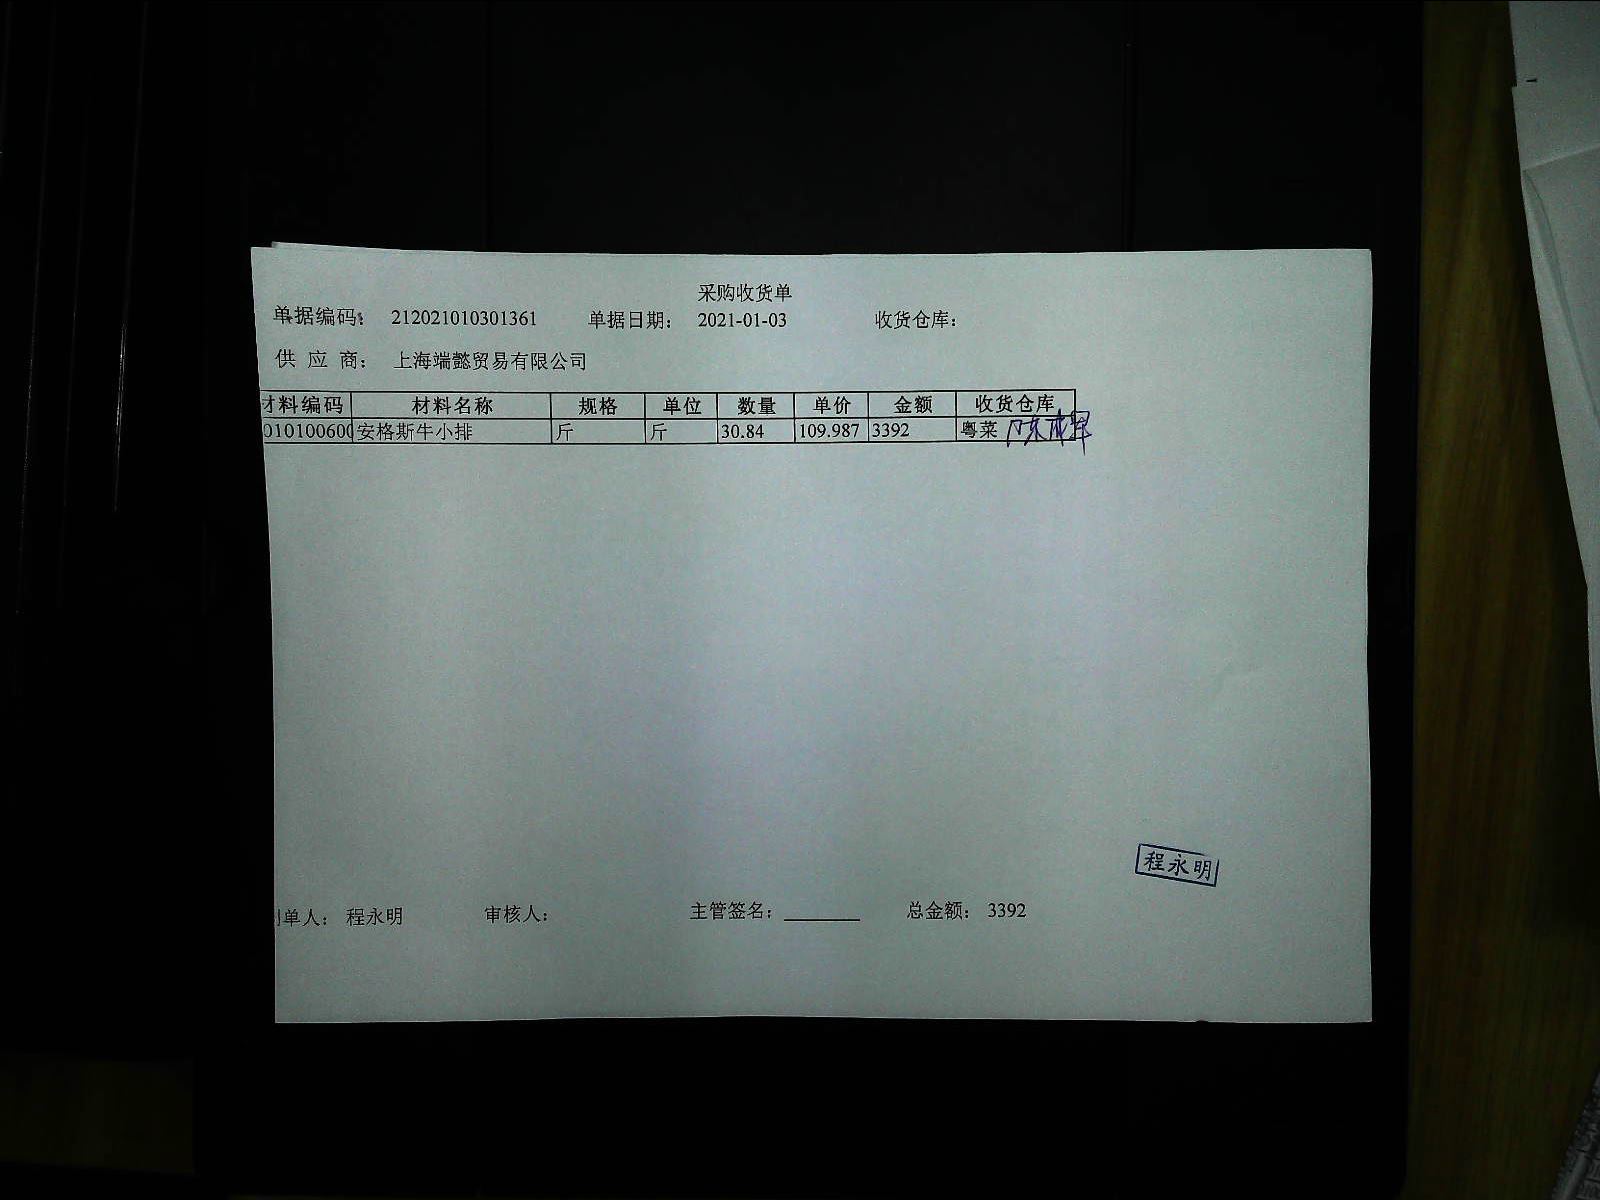 采购收货单
单据编码： 212021010301361 单据日期： 2021-01-03 收货仓库：
供 应 商： 上海端懿贸易有限公司
材料编码 材料名称 规格 单位 数量 单价 金额 收货仓库
01010060 安格斯牛小排 斤 斤 30.84 109.987 3392 粤菜
程永明
制单人： 程永明 审核人： 主管签名： 总金额： 3392